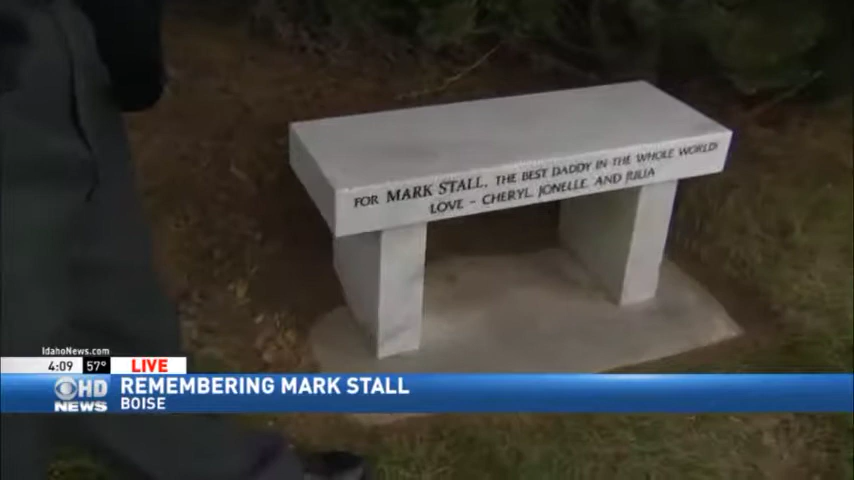 FOR MARK STALL, THE BEST DADDY IN THE WHOLE WORLD!
LOVE - CHERYL, JONELLE, AND JULIA
IdahoNews.com
4:09 57° LIVE
CBS HD NEWS
REMEMBERING MARK STALL
BOISE